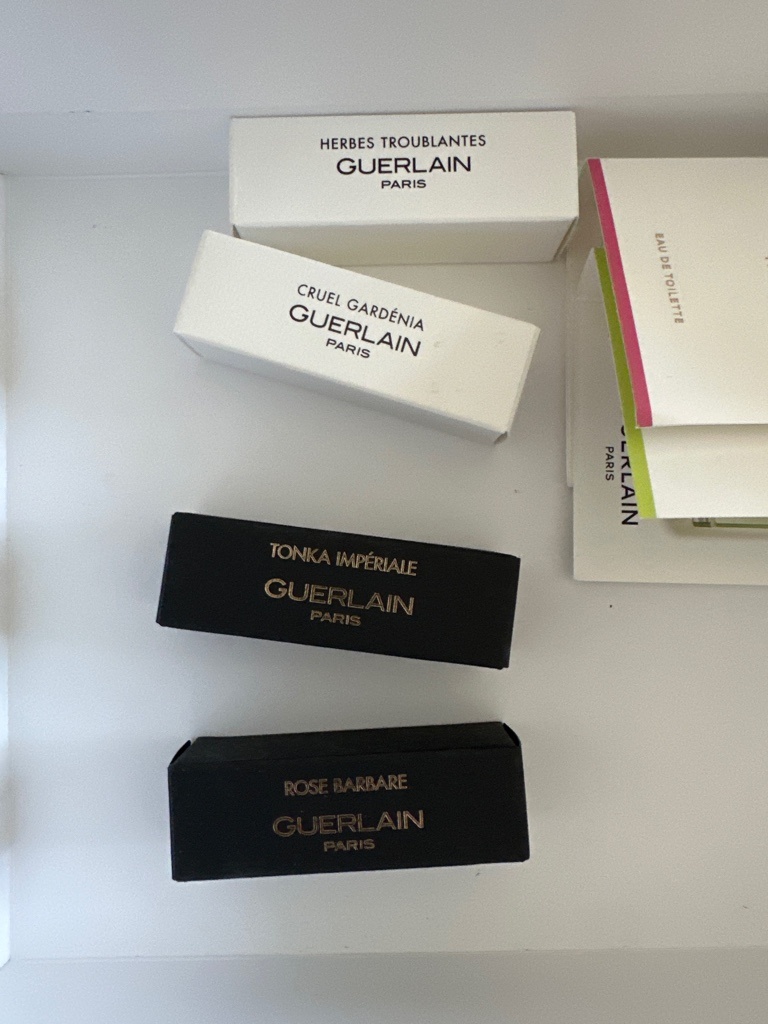 HERBES TROUBLANTES
GUERLAIN
PARIS
CRUEL GARDÉNIA
GUERLAIN
PARIS
EAU DE TOILETTE
PARIS
TONKA IMPÉRIALE
GUERLAIN
PARIS
ROSE BARBARE
GUERLAIN
PARIS